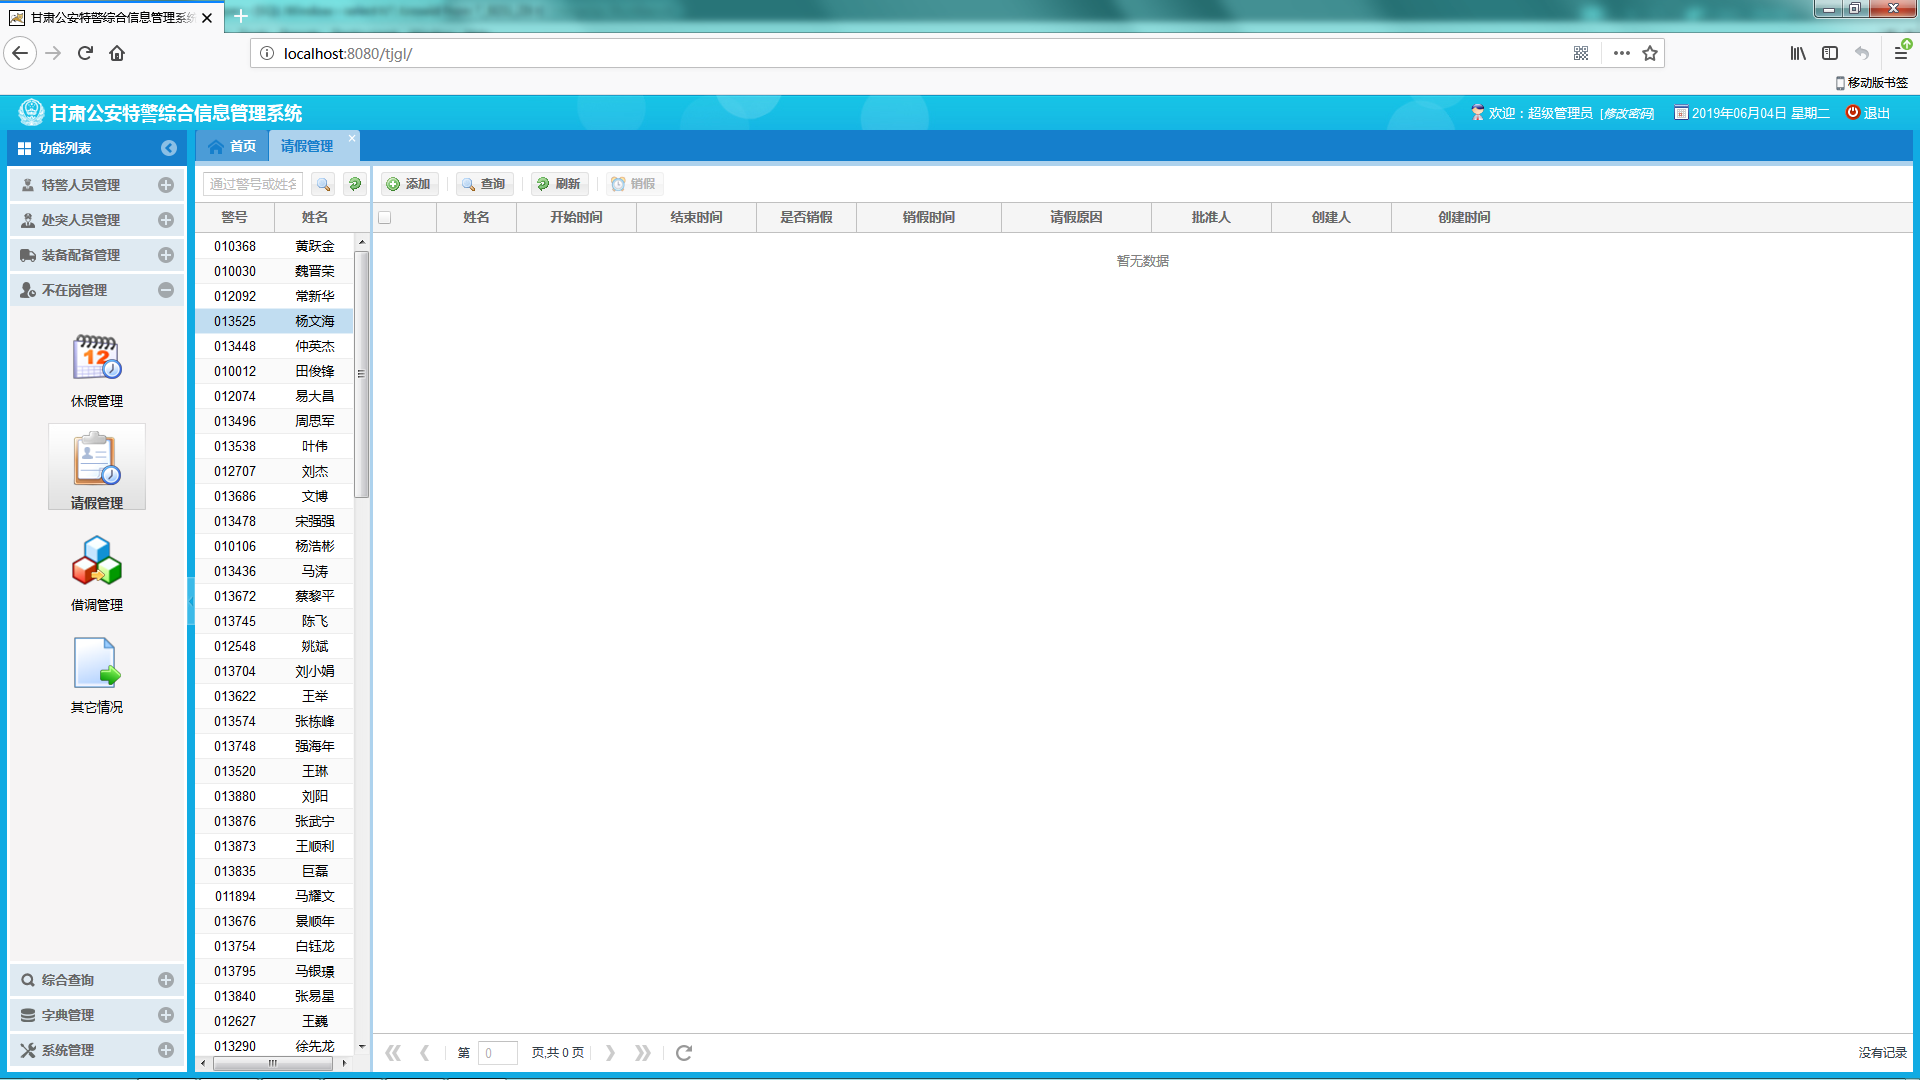 甘肃公安特警综合信息管理系统
localhost:8080/tjgl/
移动版书签
甘肃公安特警综合信息管理系统
欢迎：超级管理员 [修改密码] 2019年06月04日 星期二 退出
功能列表
首页 请假管理
特警人员管理
处突人员管理
装备配备管理
不在岗管理
12
休假管理
请假管理
借调管理
其它情况
综合查询
字典管理
系统管理
通过警号或姓名
添加 查询 刷新 销假
警号 姓名
姓名 开始时间 结束时间 是否销假 销假时间 请假原因 批准人 创建人 创建时间
暂无数据
010368 黄跃金
010030 魏晋荣
012092 常新华
013525 杨文海
013448 仲英杰
010012 田俊锋
012074 易大昌
013496 周思军
013538 叶伟
012707 刘杰
013686 文博
013478 宋强强
010106 杨浩彬
013436 马涛
013672 蔡黎平
013745 陈飞
012548 姚斌
013704 刘小娟
013622 王举
013574 张栋峰
013748 强海年
013520 王琳
013880 刘阳
013876 张武宁
013873 王顺利
013835 巨磊
011894 马耀文
013676 景顺年
013754 白钰龙
013795 马银璟
013840 张易星
012627 王巍
013290 徐先龙
第 0 页,共 0 页
没有记录